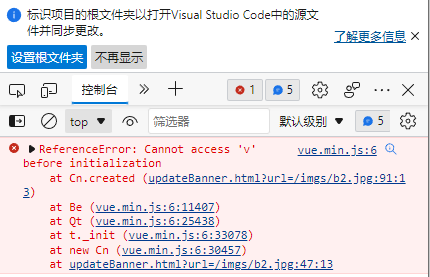 标识项目的根文件夹以打开Visual Studio Code中的源文
件并同步更改。
了解更多信息
设置根文件夹 不再显示
控制台 1 5
top 筛选器 默认级别 5
ReferenceError: Cannot access 'v' vue.min.js:6
before initialization
at Cn.created (updateBanner.html?url=/imgs/b2.jpg:91:1
3)
at Be (vue.min.js:6:11407)
at Qt (vue.min.js:6:25438)
at t._init (vue.min.js:6:33078)
at new Cn (vue.min.js:6:30457)
at updateBanner.html?url=/imgs/b2.jpg:47:13